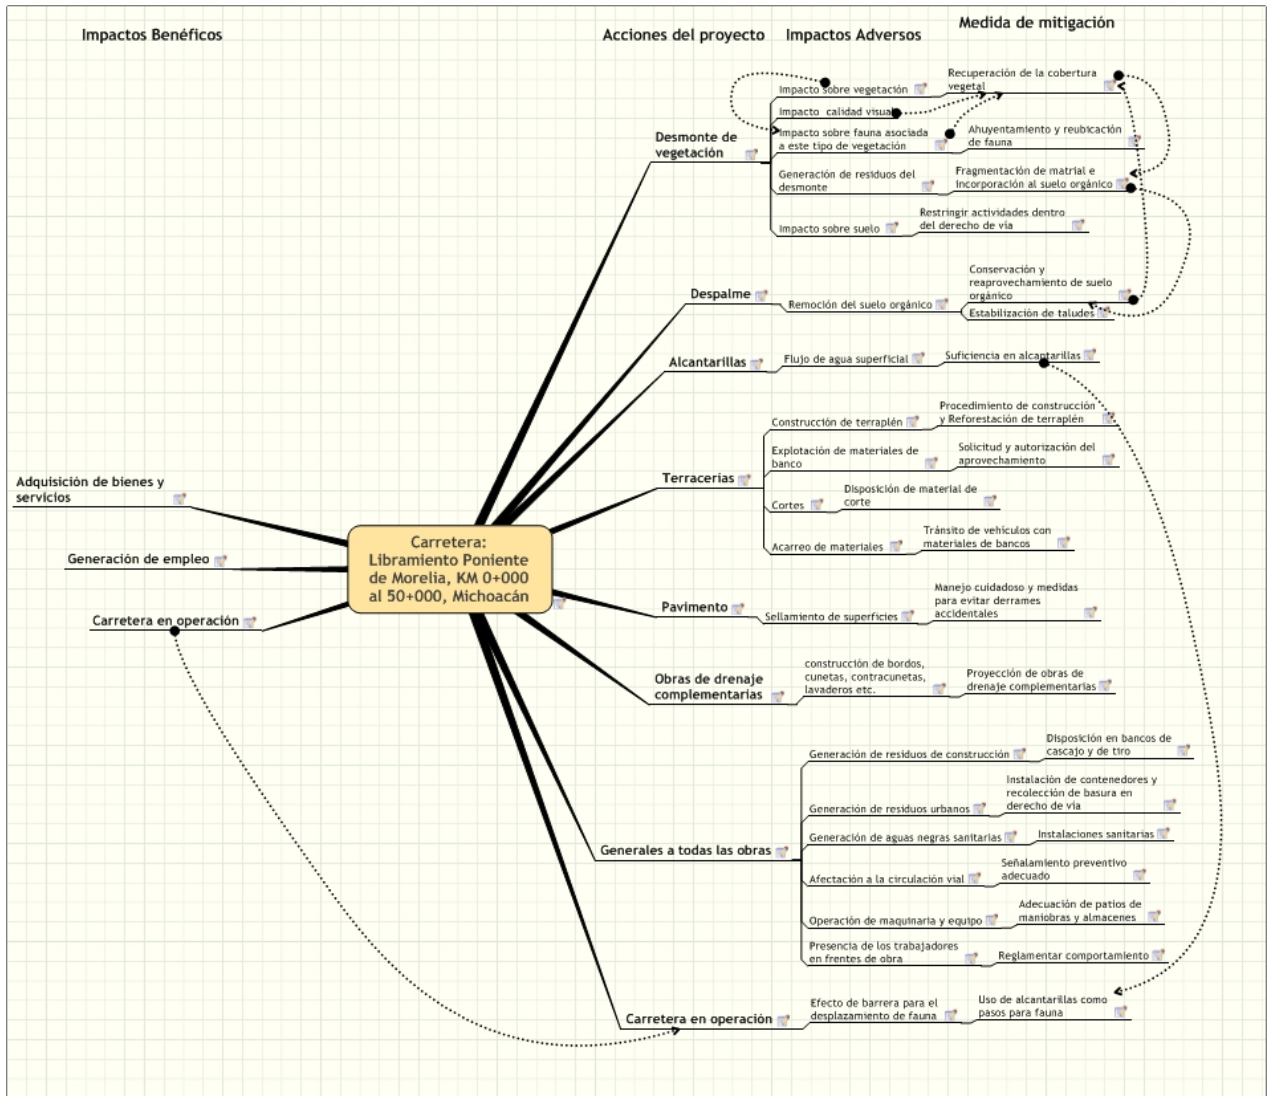 Impactos Benéficos
Acciones del proyecto
Impactos Adversos
Medida de mitigación
Desmonte de
vegetación
Impacto sobre vegetación
Recuperación de la cobertura
vegetal
Impacto calidad visual
Impacto sobre fauna asociada
a este tipo de vegetación
Ahuyentamiento y reubicación
de fauna
Generación de residuos del
desmonte
Fragmentación de matrial e
Incorporación al suelo orgánico
Impacto sobre suelo
Restringir actividades dentro
del derecho de vía
Despalme
Remoción del suelo orgánico
Conservación y
reaprovechamiento de suelo
orgánico
Estabilización de taludes
Alcantarillas
Flujo de agua superficial
Suficiencia en alcantarillas
Terracerías
Construcción de terraplén
Procedimiento de construcción
y Reforestación de terraplén
Explotación de materiales de
banco
Solicitud y autorización del
aprovechamiento
Cortes
Disposición de material de
corte
Acarreo de materiales
Tránsito de vehículos con
materiales de bancos
Adquisición de bienes y
servicios
Generación de empleo
Carretera en operación
Carretera:
Libramiento Poniente
de Morelia, KM 0+000
al 50+000, Michoacán
Pavimento
Sellamiento de superficies
Manejo cuidadoso y medidas
para evitar derrames
accidentales
Obras de drenaje
complementarias
construcción de bordos,
cunetas, contracunetas,
lavaderos etc.
Proyección de obras de
drenaje complementarias
Generales a todas las obras
Generación de residuos de construcción
Disposición en bancos de
cascajo y de tiro
Generación de residuos urbanos
Instalación de contenedores y
recolección de basura en
derecho de vía
Generación de aguas negras sanitarias
Instalaciones sanitarias
Afectación a la circulación vial
Señalamiento preventivo
adecuado
Operación de maquinaria y equipo
Adecuación de patios de
maniobras y almacenes
Presencia de los trabajadores
en frentes de obra
Reglamentar comportamiento
Carretera en operación
Efecto de barrera para el
desplazamiento de fauna
Uso de alcantarillas como
pasos para fauna